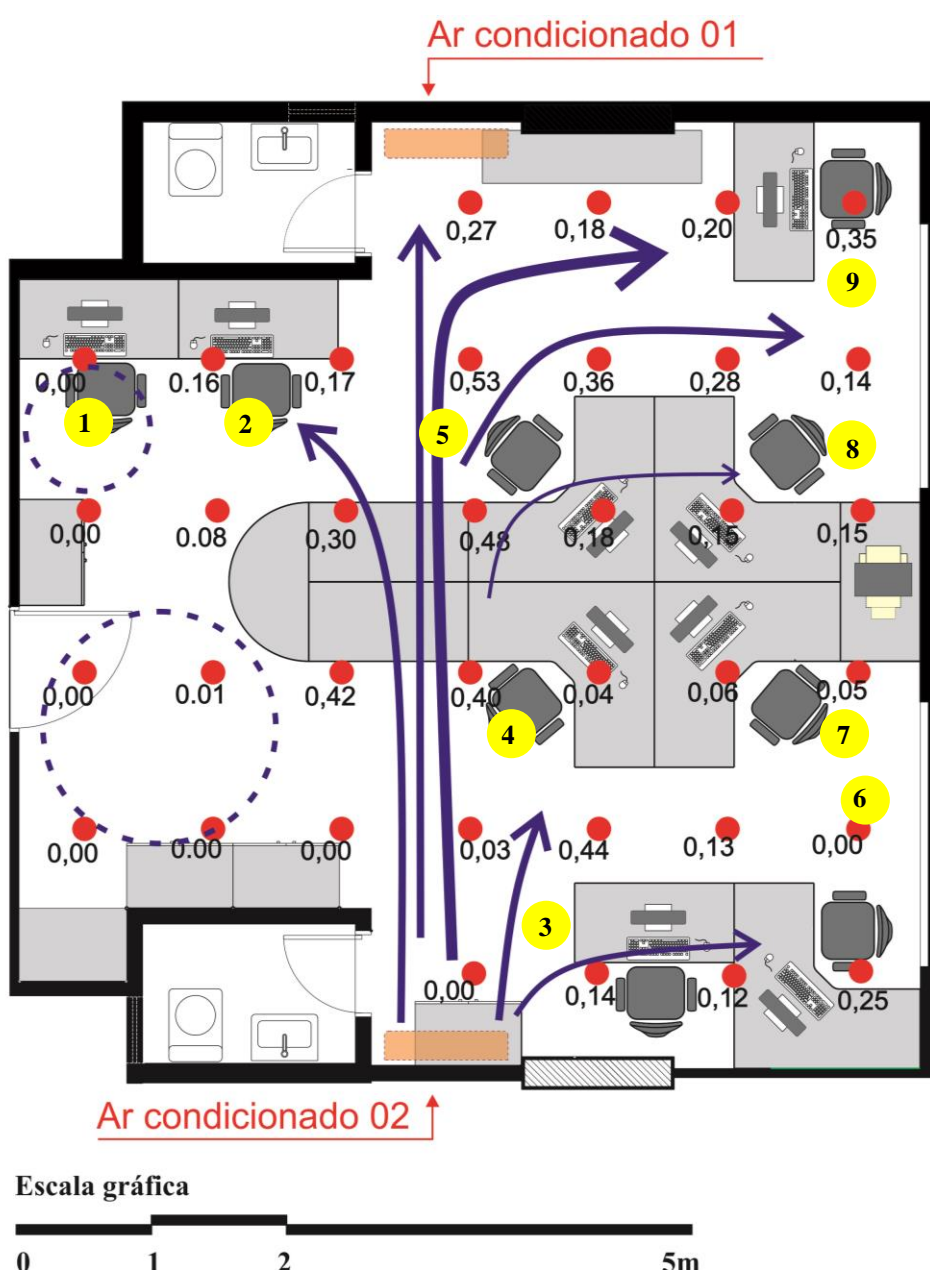 Ar condicionado 01
0,27 0,18 0,20 0,35
9
0,00 0.16 0,17 0,53 0,36 0,28 0,14
1 2 5 8
0,00 0.08 0,30 0,48 0,18 0,15 0,15
0,00 0.01 0,42 0,40 0,04 0,06 0,05
4 7
6
0,00 0.00 0,00 0,03 0,44 0,13 0,00
3
0,00 0,14 0,12 0,25
Ar condicionado 02
Escala gráfica
0 1 2 5m